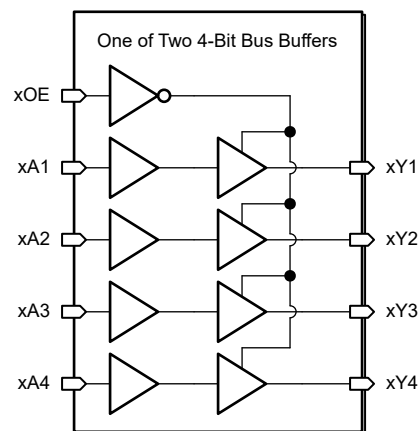 One of Two 4-Bit Bus Buffers
xOE
xA1 xY1
xA2 xY2
xA3 xY3
xA4 xY4